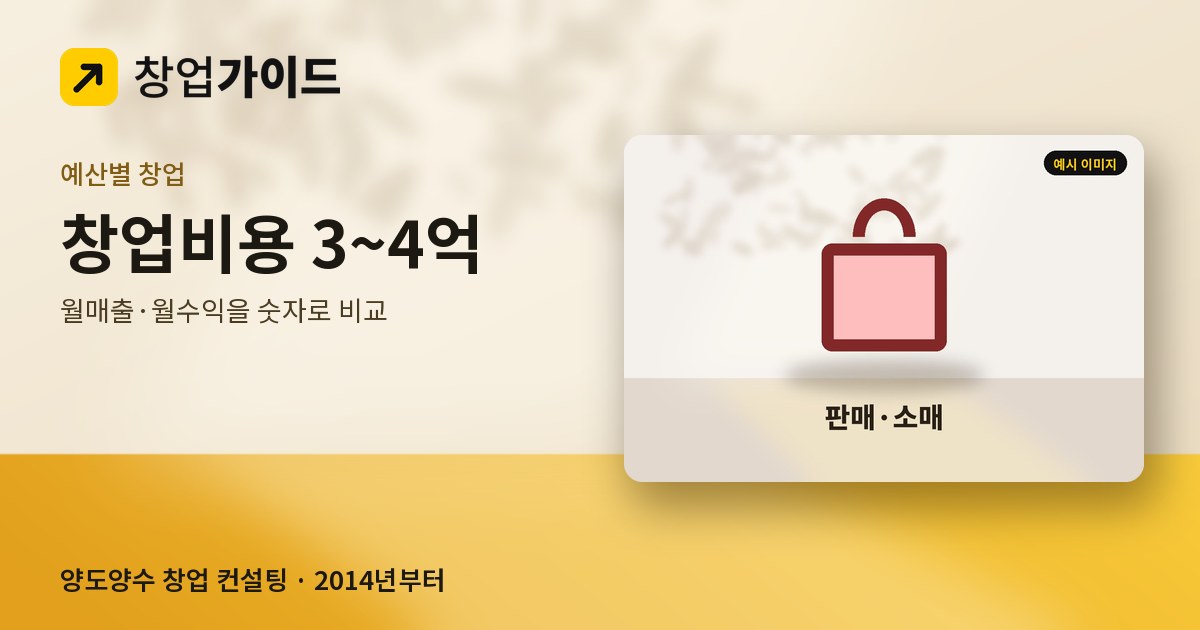 창업가이드
예산별 창업
창업비용 3~4억
월매출·월수익을 숫자로 비교
예시 이미지
판매·소매
양도양수 창업 컨설팅 · 2014년부터